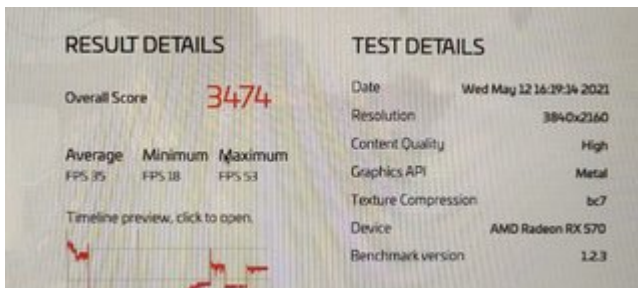 RESULT DETAILS
Overall Score 3474
Average Minimum Maximum
FPS 35 FPS 18 FPS 53
Timeline preview, click to open.
TEST DETAILS
Date Wed May 12 16:19:14 2021
Resolution 3840x2160
Content Quality High
Graphics API Metal
Texture Compression bc7
Device AMD Radeon RX 570
Benchmark version 1.2.3